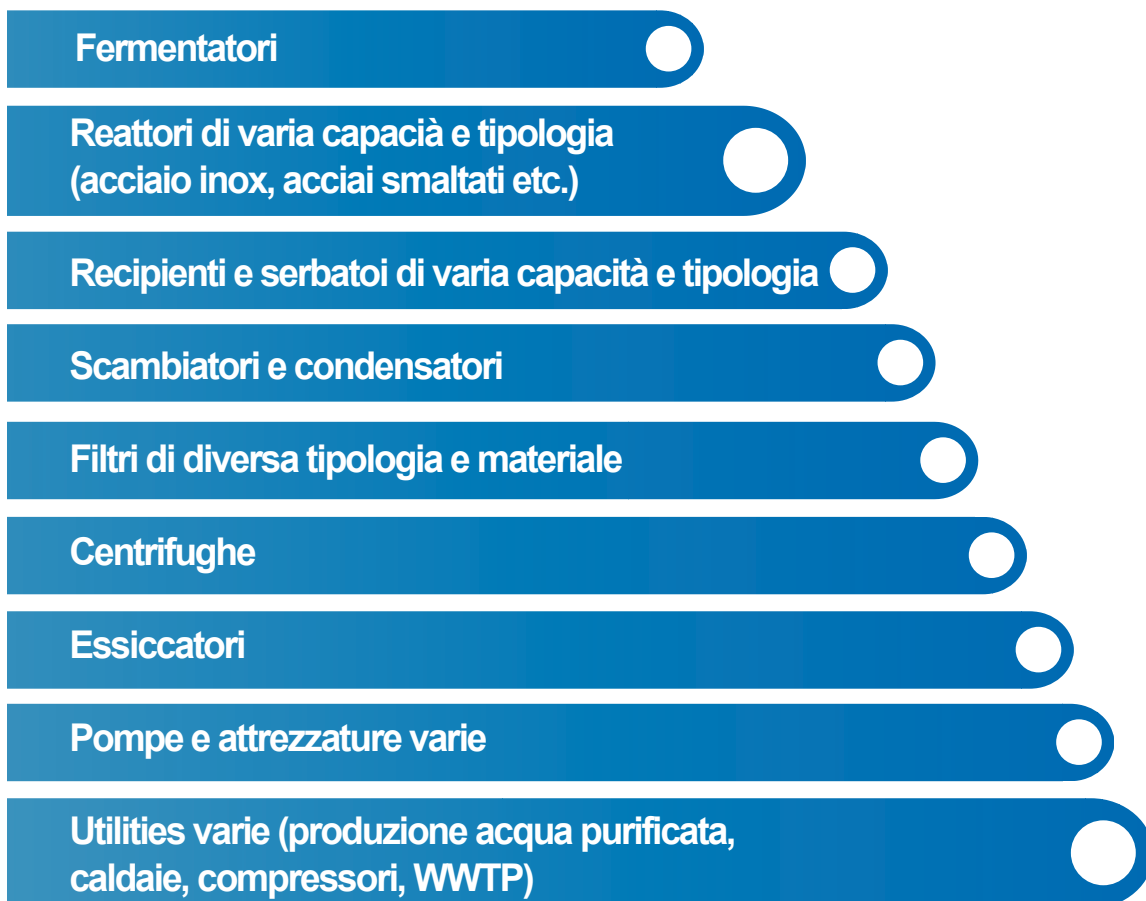 Fermentatori
Reattori di varia capacià e tipologia
(acciaio inox, acciai smaltati etc.)
Recipienti e serbatoi di varia capacità e tipologia
Scambiatori e condensatori
Filtri di diversa tipologia e materiale
Centrifughe
Essiccatori
Pompe e attrezzature varie
Utilities varie (produzione acqua purificata,
caldaie, compressori, WWTP)